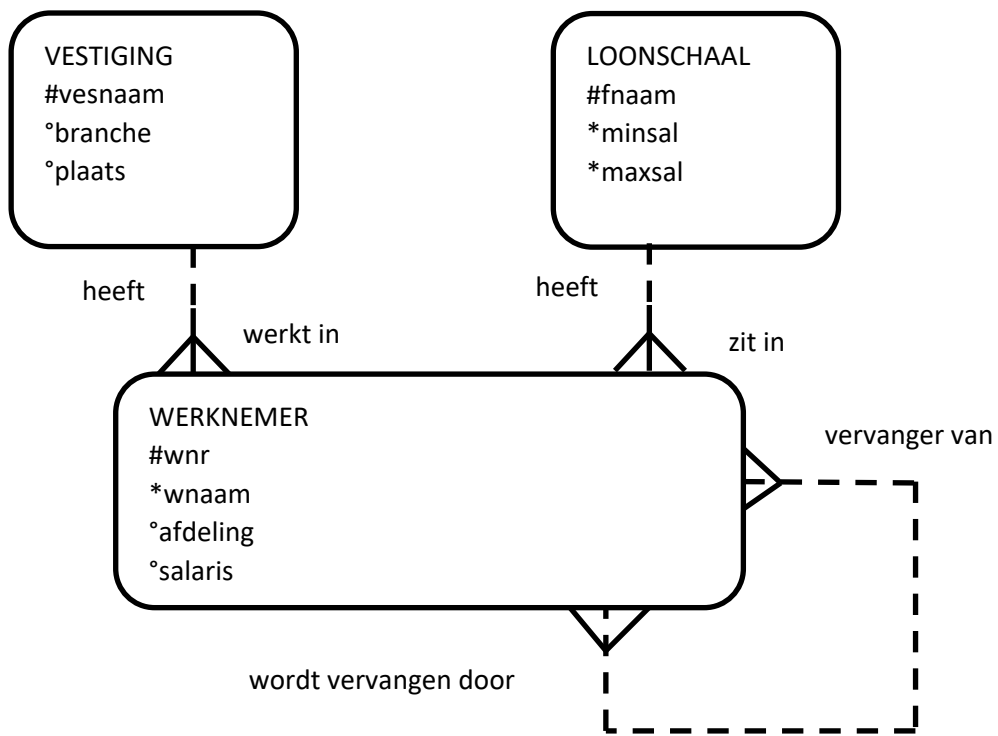 VESTIGING
#vesnaam
°branche
°plaats
LOONSCHAAL
#fnaam
*minsal
*maxsal
heeft
werkt in
heeft
zit in
WERKNEMER
#wnr
*wnaam
°afdeling
°salaris
vervanger van
wordt vervangen door